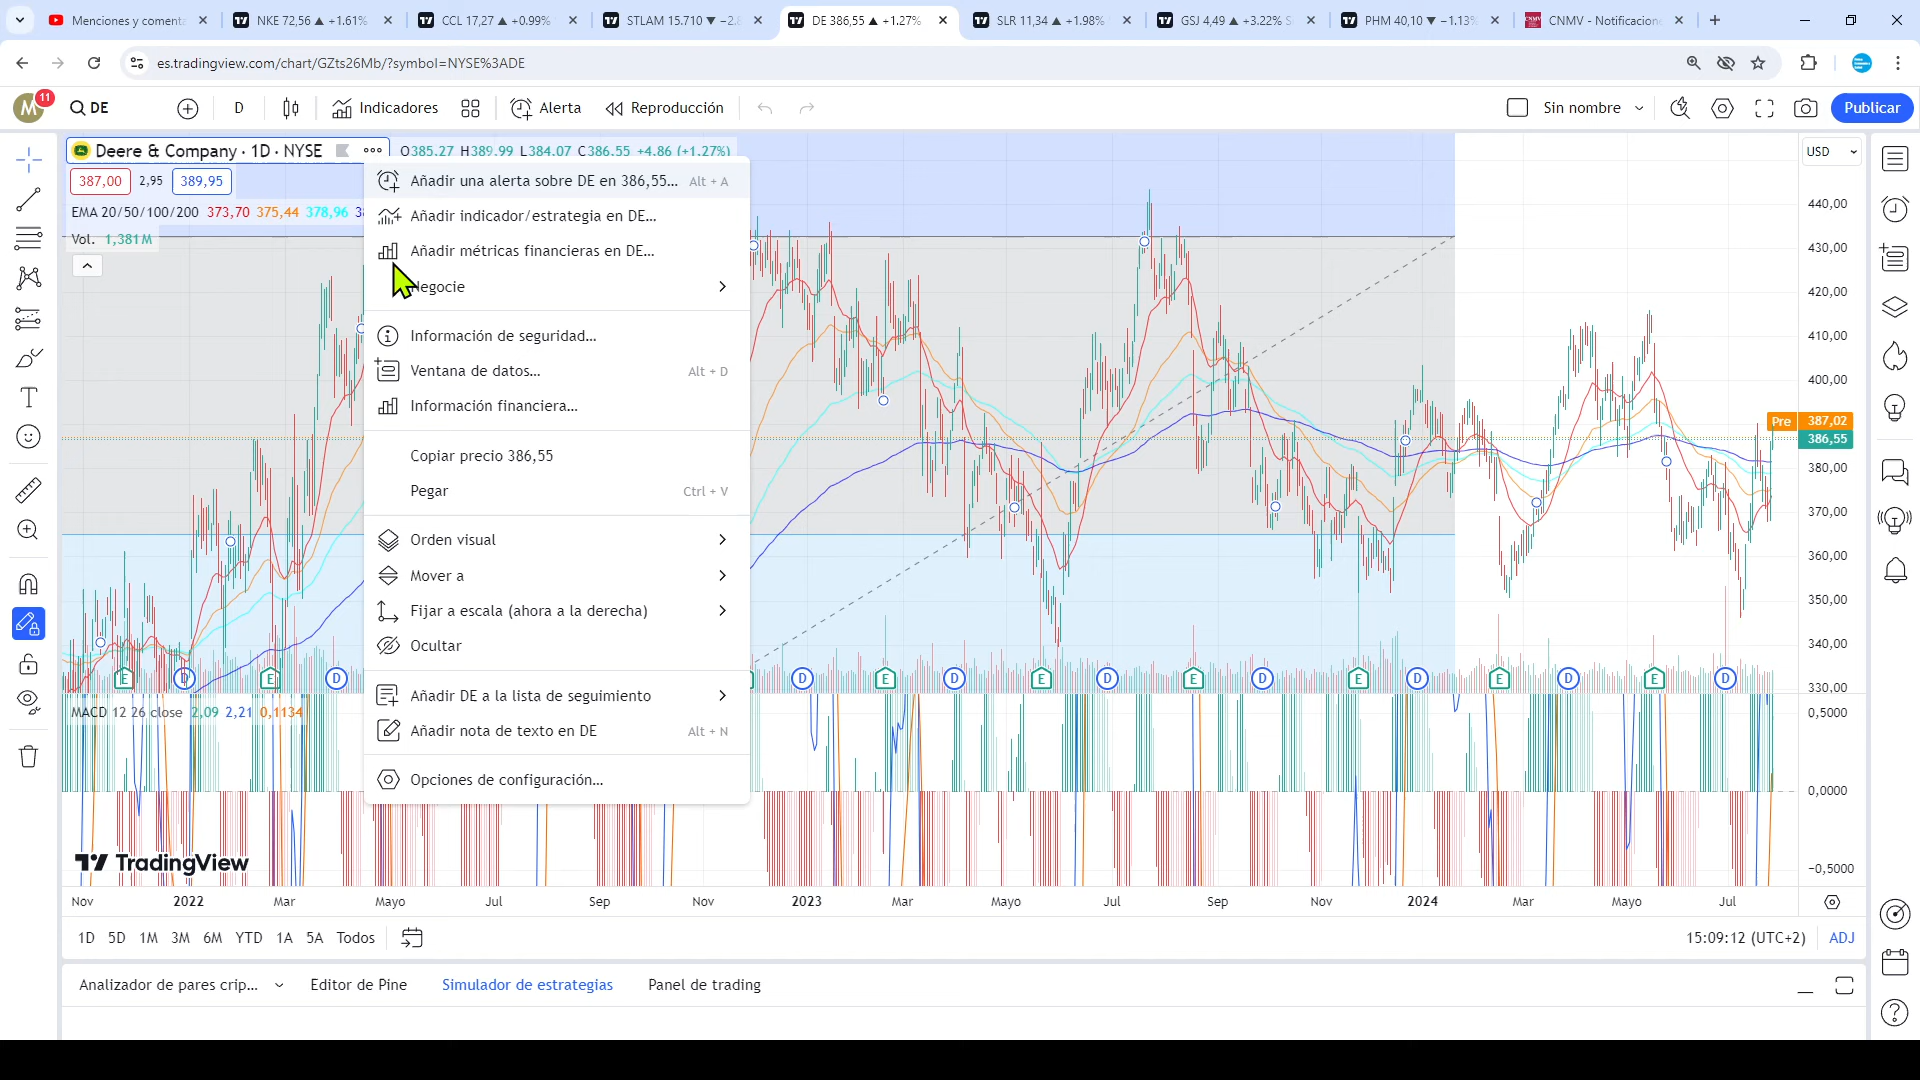 Menciones y comenta
NKE 72,56 ▲ +1.61%
CCL 17,27 ▲ +0.99%
STLAM 15.710 ▼ −2.
DE 386,55 ▲ +1.27%
SLR 11,34 ▲ +1.98%
GSJ 4,49 ▲ +3.22% S
PHM 40,10 ▼ −1.13%
CNMV - Notificacion
es.tradingview.com/chart/GZts26Mb/?symbol=NYSE%3ADE
M 11
DE
D
Indicadores
Alerta
Reproducción
Sin nombre
Publicar
Deere & Company · 1D · NYSE
O385.27 H389.99 L384.07 C386.55 +4.86 (+1.27%)
USD
387,00 2,95 389,95
EMA 20/50/100/200 373,70 375,44 378,96
Vol. 1,381M
Añadir una alerta sobre DE en 386,55... Alt + A
Añadir indicador/estrategia en DE...
Añadir métricas financieras en DE...
egocie
Información de seguridad...
Ventana de datos... Alt + D
Información financiera...
Copiar precio 386,55
Pegar Ctrl + V
Orden visual
Mover a
Fijar a escala (ahora a la derecha)
Ocultar
Añadir DE a la lista de seguimiento
Añadir nota de texto en DE Alt + N
Opciones de configuración...
440,00
430,00
420,00
410,00
400,00
Pre 387,02
386,55
380,00
370,00
360,00
350,00
340,00
330,00
E D E D D E D E D E D E D E D E D
MACD 12 26 close 2,09 2,21 0,1134
0,5000
0,0000
−0,5000
TradingView
Nov 2022 Mar Mayo Jul Sep Nov 2023 Mar Mayo Jul Sep Nov 2024 Mar Mayo Jul
1D 5D 1M 3M 6M YTD 1A 5A Todos
15:09:12 (UTC+2) ADJ
Analizador de pares crip...
Editor de Pine
Simulador de estrategias
Panel de trading